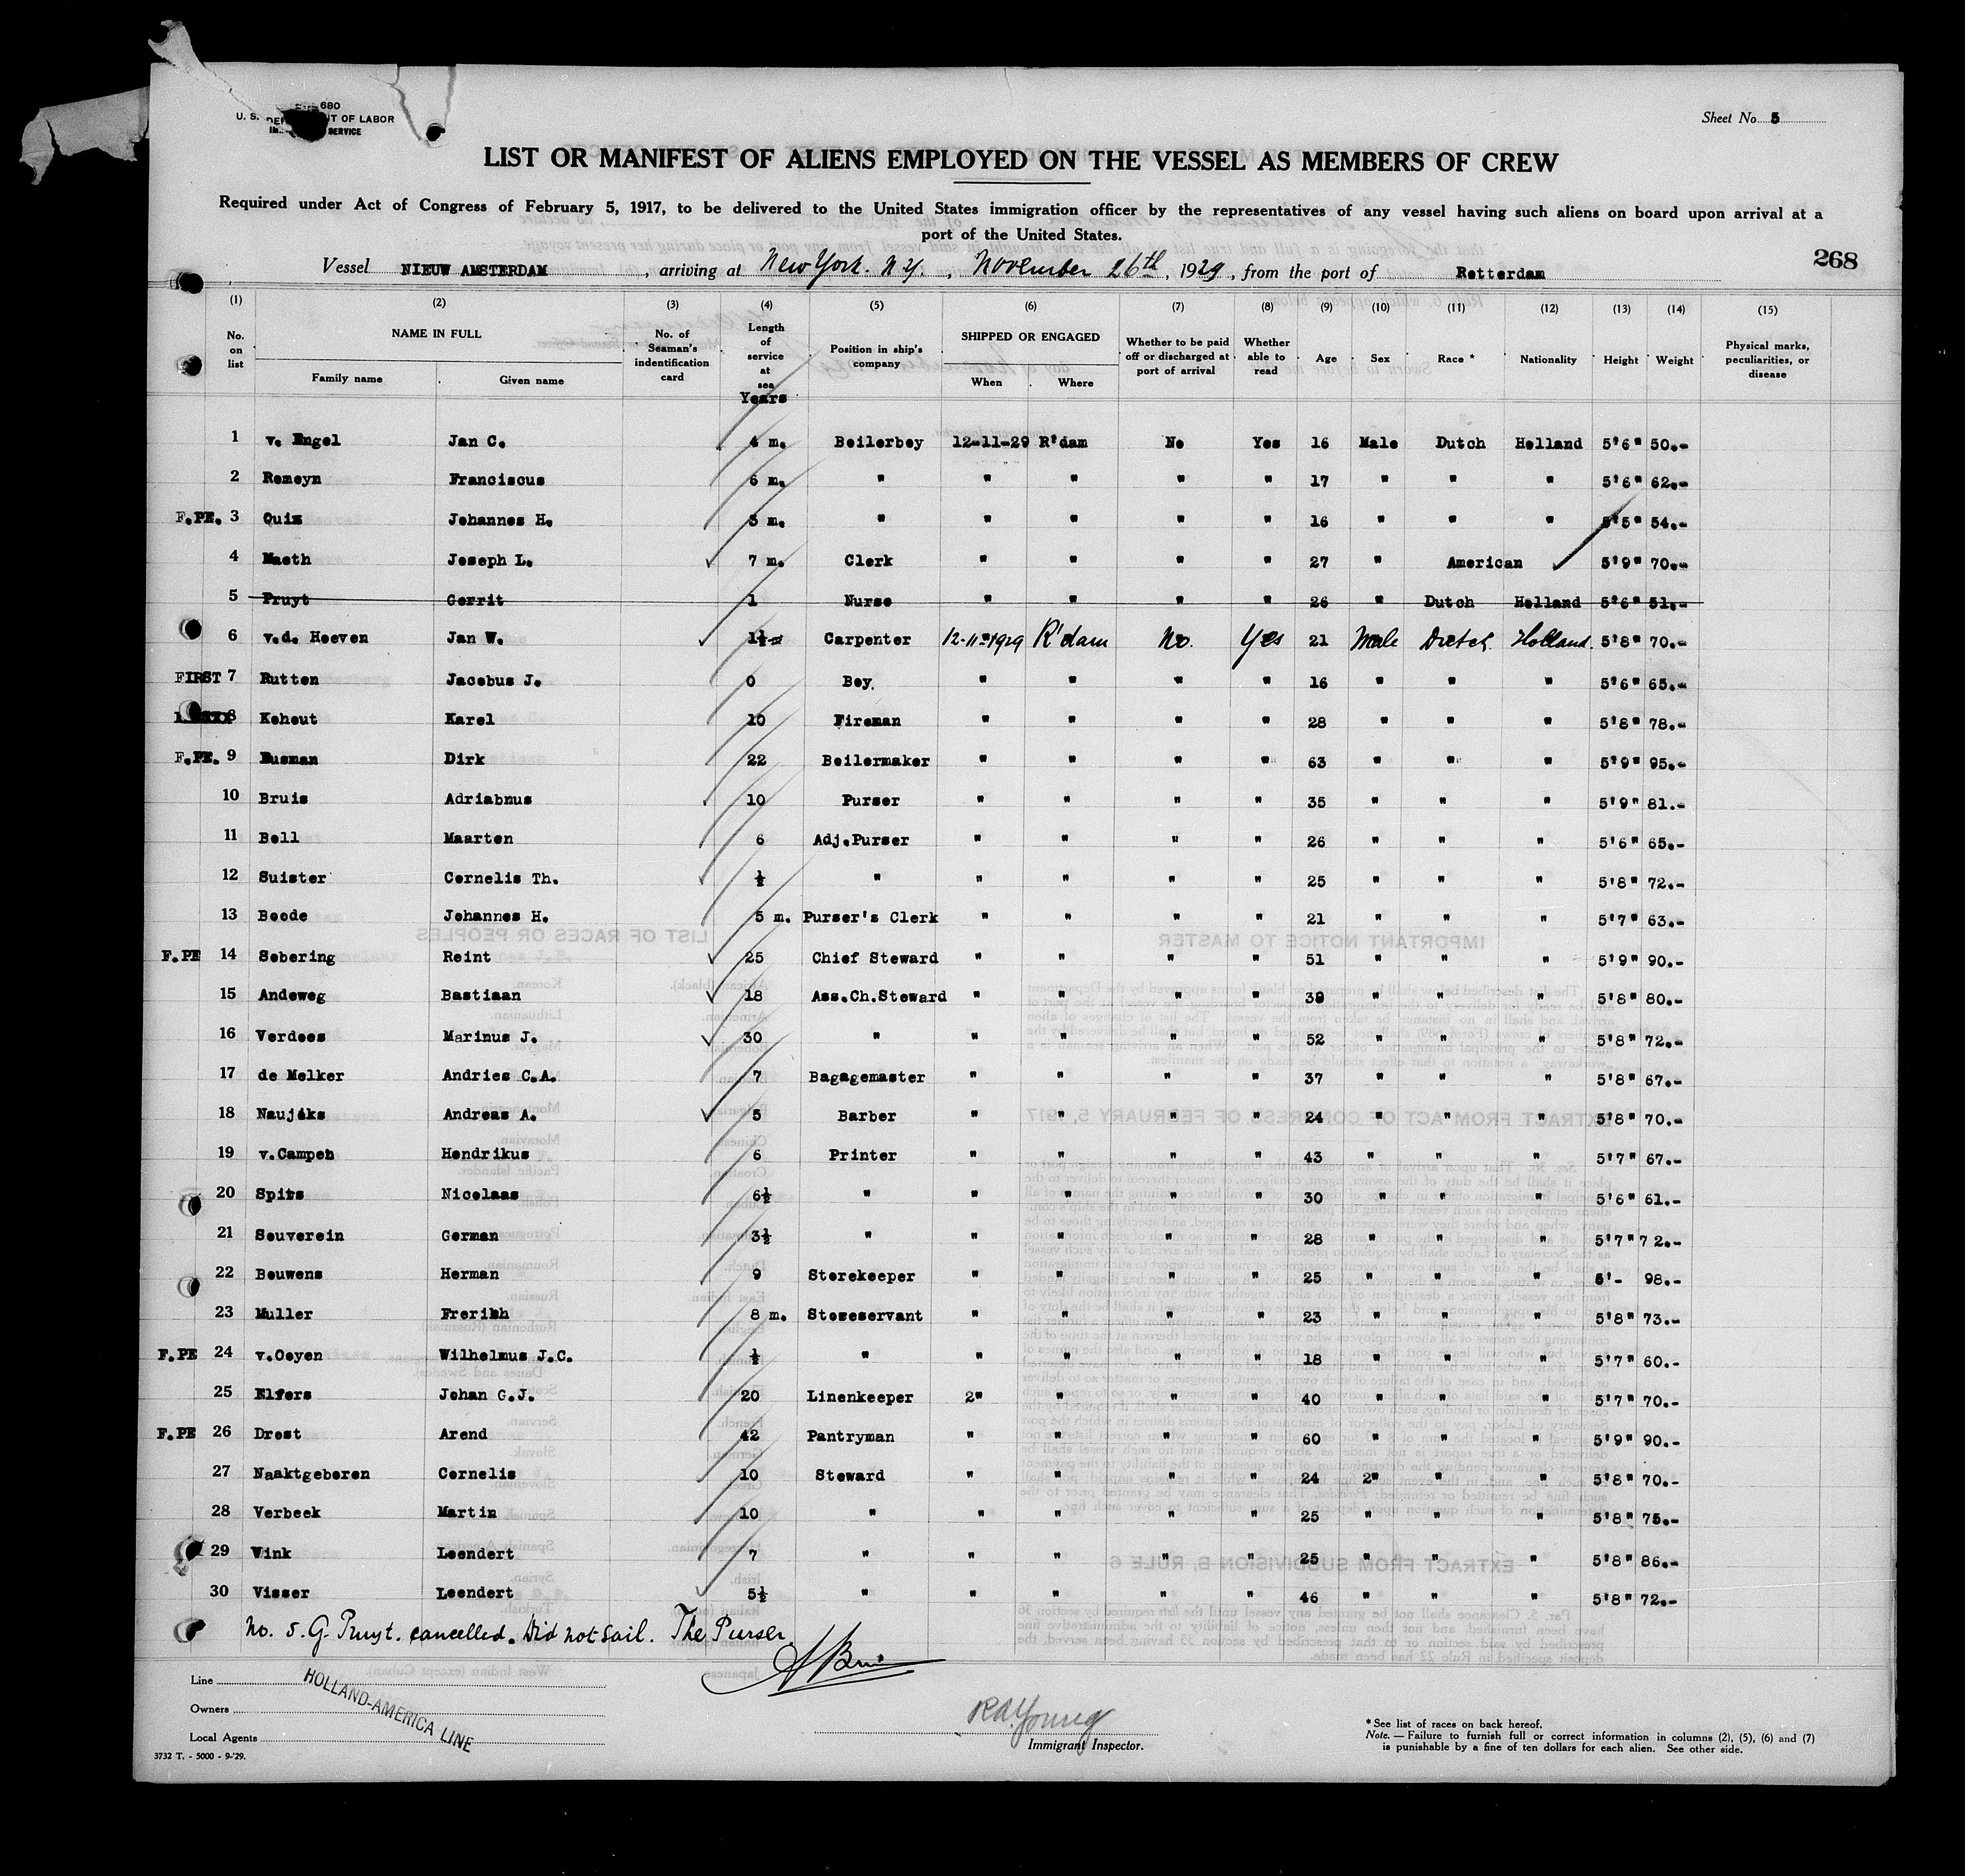 680
U. S. DEPARTMENT OF LABOR
SERVICE
Sheet No. 5
LIST OR MANIFEST OF ALIENS EMPLOYED ON THE VESSEL AS MEMBERS OF CREW
Required under Act of Congress of February 5, 1917, to be delivered to the United States immigration officer by the representatives of any vessel having such aliens on board upon arrival at a
port of the United States.
268
Vessel NIEUW AMSTERDAM, arriving at New York. N.Y., November 26th, 1929, from the port of Rotterdam
(1) (2) (3) (4) (5) (6) (7) (8) (9) (10) (11) (12) (13) (14) (15)
No. on list NAME IN FULL Family name Given name No. of Seaman's indentification card Length of service at sea Years Position in ship's company SHIPPED OR ENGAGED When Where Whether to be paid off or discharged at port of arrival Whether able to read Age Sex Race * Nationality Height Weight Physical marks, peculiarities, or disease
1 v. Engel Jan C. 4 m. Boilerboy 12-11-29 R'dam No Yes 16 Male Dutch Holland 5'6" 50.-
2 Romeyn Franciscus 6 m. " " " " " 17 " " " 5'6" 62.-
F.PE. 3 Quis Johannes H. 3 m. " " " " " 16 " " " 5'5" 54.-
4 Maeth Joseph L. 7 m. Clerk " " " " 27 " American 5'9" 70.-
5 Pruyt Gerrit 1 Nurse " " " " 26 " Dutch Holland 5'6" 51.-
6 v.d. Hoeven Jan W. 1½ Carpenter 12-11-1929 R'dam No. Yes 21 Male Dutch. Holland. 5'8" 70.-
FIRST 7 Rutten Jacobus J. 0 Boy. " " " " 16 " " " 5'6" 65.-
8 Kohout Karel 10 Fireman " " " " 28 " " " 5'8" 78.-
F.PE. 9 Busman Dirk 22 Boilermaker " " " " 63 " " " 5'9" 95.-
10 Bruis Adriabnus 10 Purser " " " " 35 " " " 5'9" 81.-
11 Boll Maarten 6 Adj.Purser " " " " 26 " " " 5'6" 65.-
12 Suister Cornelis Th. ½ " " " " " 25 " " " 5'8" 72.-
13 Boode Johannes H. 5 m. Purser's Clerk " " " " 21 " " " 5'7" 63.-
F.PE 14 Sobering Reint 25 Chief Steward " " " " 51 " " " 5'9" 90.-
15 Andeweg Bastiaan 18 Ass.Ch.Steward " " " " 39 " " " 5'8" 80.-
16 Verdoes Marinus J. 30 " " " " " 52 " " " 5'8" 72.-
17 de Molker Andries C.A. 7 Bagagemaster " " " " 37 " " " 5'8" 67.-
18 Naujoks Andreas A. 5 Barber " " " " 24 " " " 5'8" 70.-
19 v.Campen Hendrikus 6 Printer " " " " 43 " " " 5'7" 67.-
20 Spits Nicolaas 6½ " " " " " 30 " " " 5'6" 61.-
21 Souverein German 3½ " " " " " 28 " " " 5'7" 72.-
22 Bouwens Herman 9 Storekeeper " " " " 25 " " " 6'- 98.-
23 Muller Frerikh 8 m. Storeservant " " " " 23 " " " 5'8" 73.-
F.PE 24 v.Ooyen Wilhelmus J.C. ½ " " " " " 18 " " " 5'7" 60.-
25 Elfers Johan G.J. 20 Linenkeeper 2" " " " 40 " " " 5'7" 70.-
F.PE 26 Drost Arend 42 Pantryman " " " " 60 " " " 5'9" 90.-
27 Naaktgeboren Cornelis 10 Steward " " " " 24 2" " " 5'8" 70.-
28 Verbeek Martin 10 " " " " " 25 " " " 5'8" 75.-
29 Vink Leendert 7 " " " " " 25 " " " 5'8" 86.-
30 Visser Leendert 5½ " " " " " 46 " " " 5'8" 72.-
No. 5. G. Pruyt. cancelled. Did not sail. The Purser
ABruis
Line
Owners
Local Agents
HOLLAND-AMERICA LINE
3732 T. - 5000 - 9-'29.
R A Young
Immigrant Inspector.
* See list of races on back hereof.
Note. — Failure to furnish full or correct information in columns (2), (5), (6) and (7)
is punishable by a fine of ten dollars for each alien. See other side.